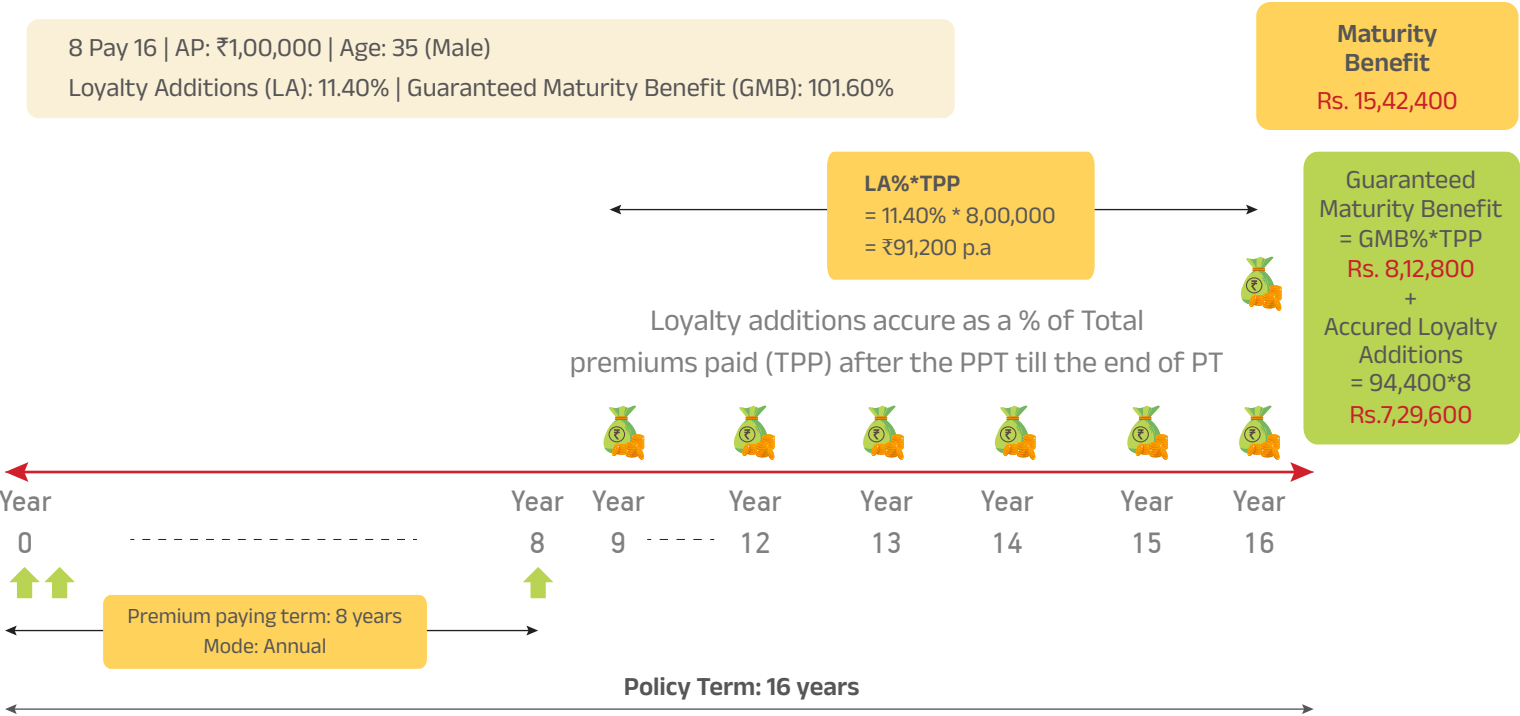 8 Pay 16 | AP: ₹1,00,000 | Age: 35 (Male)
Loyalty Additions (LA): 11.40% | Guaranteed Maturity Benefit (GMB): 101.60%
Maturity
Benefit
Rs. 15,42,400
LA%*TPP
= 11.40% * 8,00,000
= ₹91,200 p.a
Guaranteed
Maturity Benefit
= GMB%*TPP
Rs. 8,12,800
+
Accured Loyalty
Additions
= 94,400*8
Rs.7,29,600
₹
Loyalty additions accure as a % of Total
premiums paid (TPP) after the PPT till the end of PT
₹ ₹ ₹ ₹ ₹ ₹
Year Year Year Year Year Year Year Year
0 8 9 12 13 14 15 16
Premium paying term: 8 years
Mode: Annual
Policy Term: 16 years